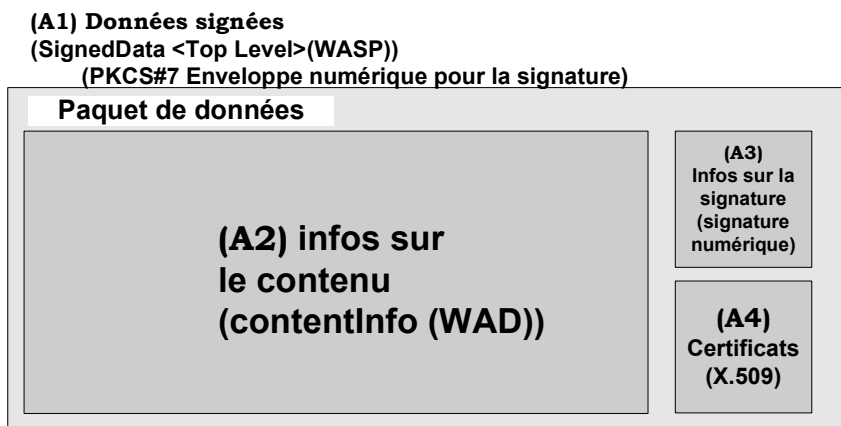 (A1) Données signées
(SignedData <Top Level>(WASP))
(PKCS#7 Enveloppe numérique pour la signature)
Paquet de données
(A2) infos sur
le contenu
(contentInfo (WAD))
(A3)
Infos sur la
signature
(signature
numérique)
(A4)
Certificats
(X.509)